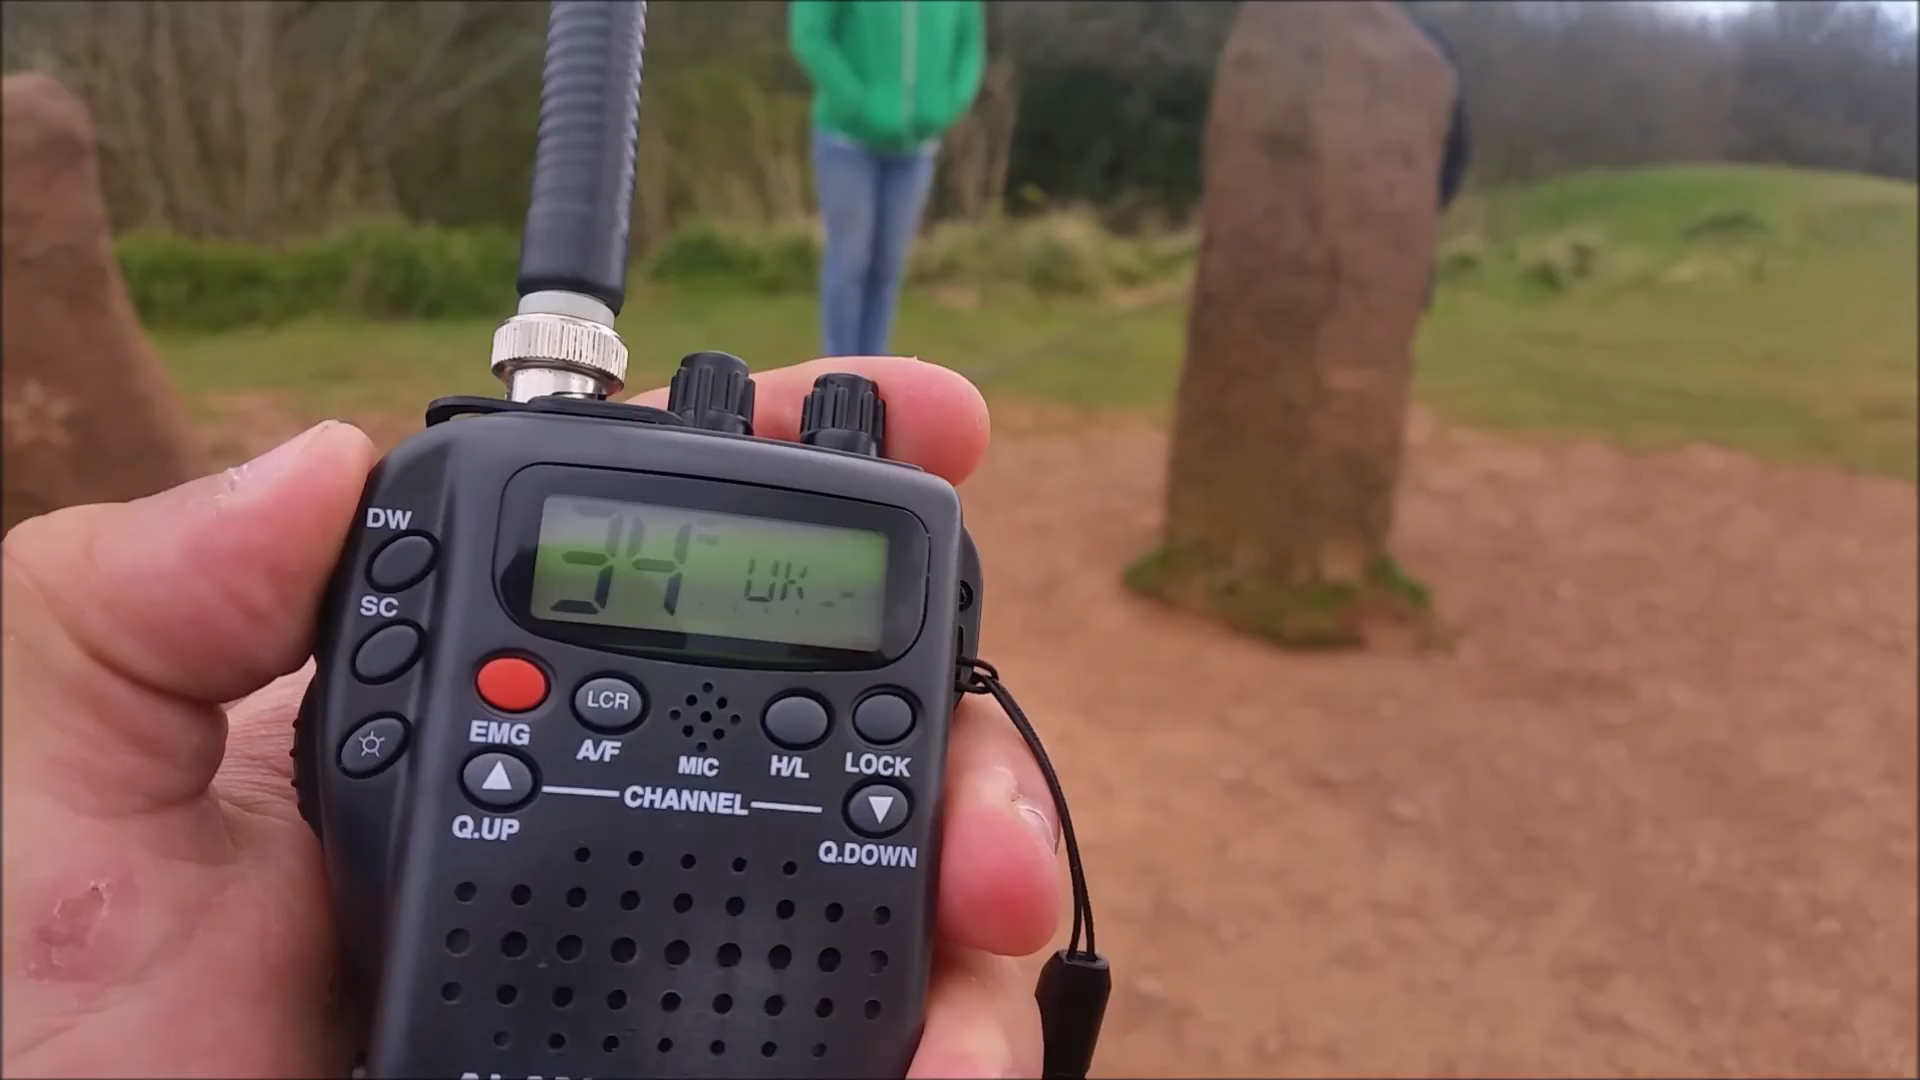 DW
34 UK
SC
LCR
EMG
A/F
MIC
H/L
LOCK
CHANNEL
Q.UP
Q.DOWN